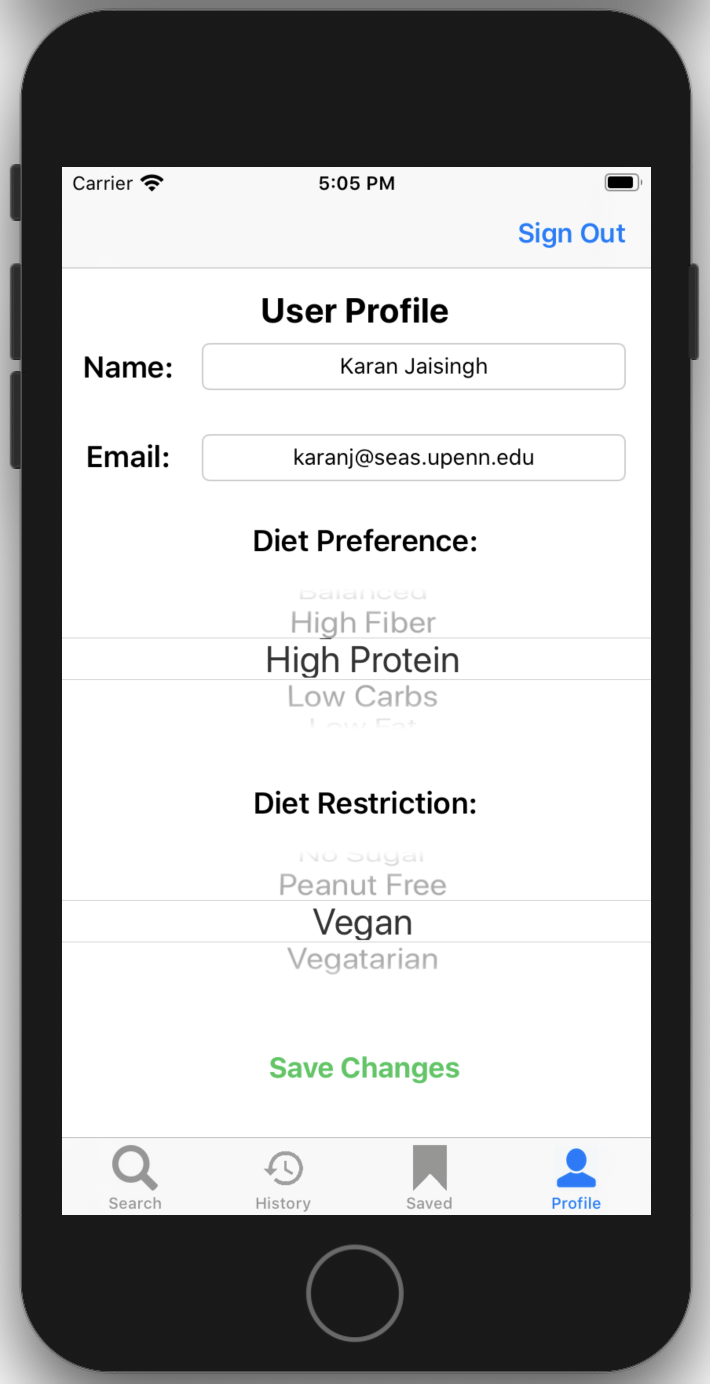 Carrier 5:05 PM
Sign Out
User Profile
Name: Karan Jaisingh
Email: karanj@seas.upenn.edu
Diet Preference:
Balanced
High Fiber
High Protein
Low Carbs
Low Fat
Diet Restriction:
No Sugar
Peanut Free
Vegan
Vegatarian
Save Changes
Search History Saved Profile